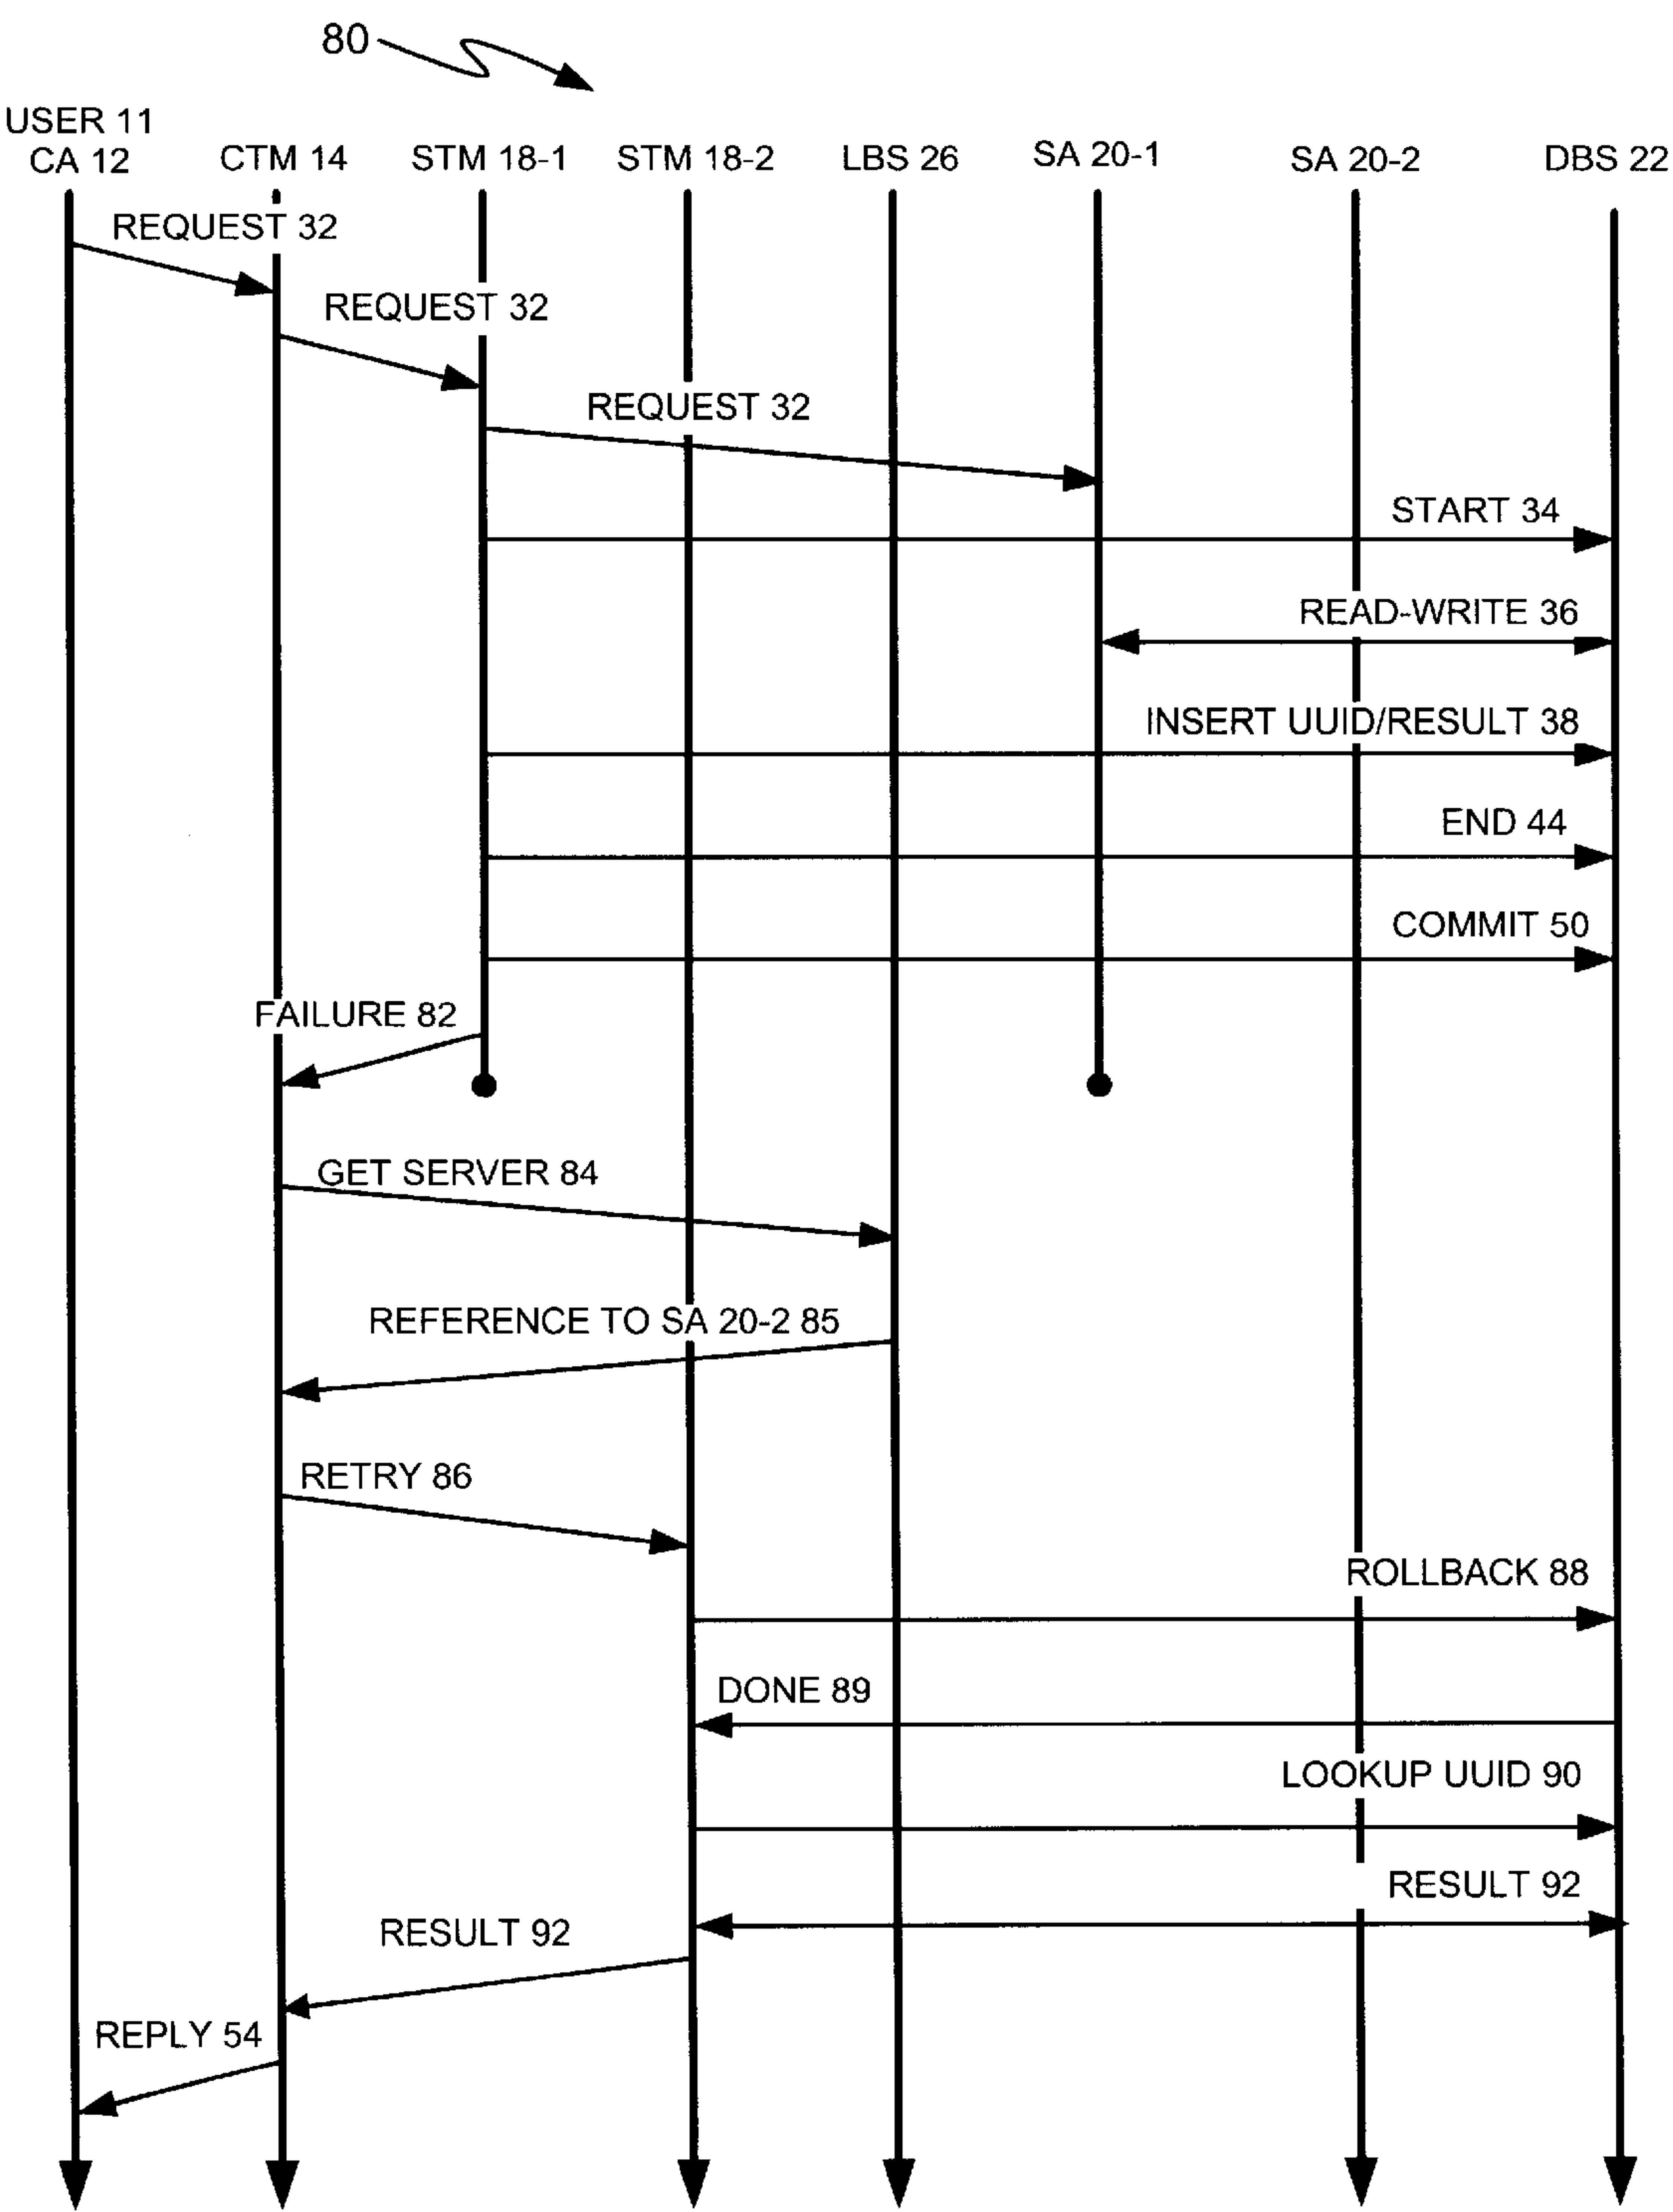 80
USER 11
CA 12
CTM 14
STM 18-1
STM 18-2
LBS 26
SA 20-1
SA 20-2
DBS 22
REQUEST 32
REQUEST 32
REQUEST 32
START 34
READ-WRITE 36
INSERT UUID/RESULT 38
END 44
COMMIT 50
FAILURE 82
GET SERVER 84
REFERENCE TO SA 20-2 85
RETRY 86
ROLLBACK 88
DONE 89
LOOKUP UUID 90
RESULT 92
RESULT 92
REPLY 54